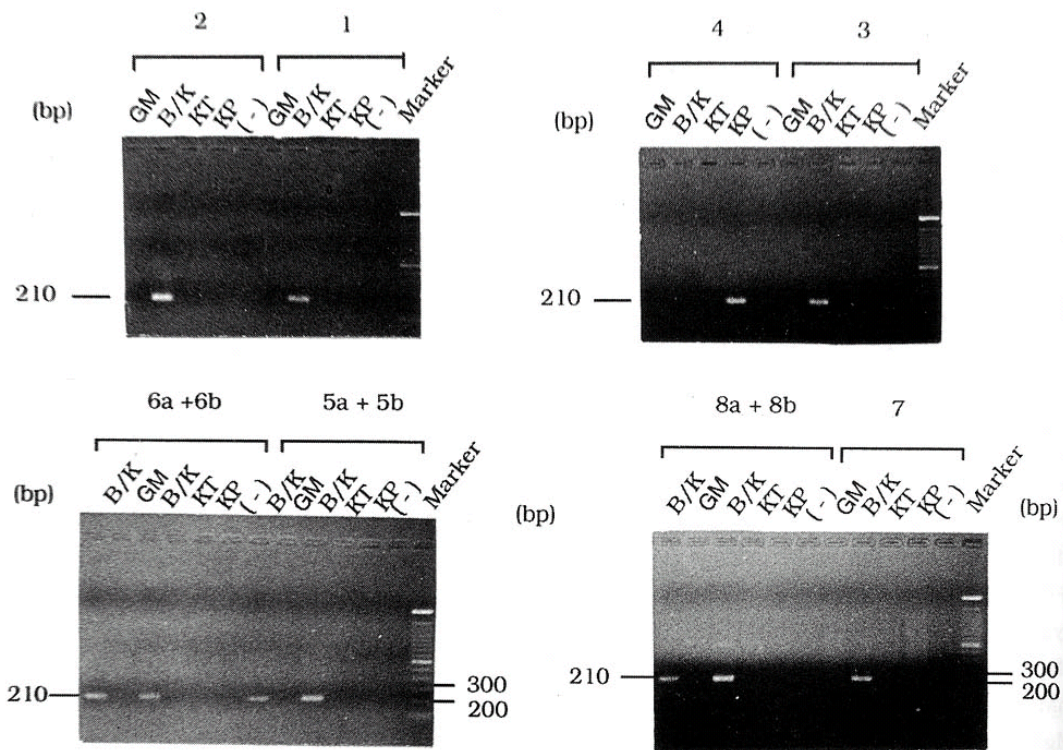 2 1
(bp) GM B/K KT KP (-) GM B/K KT KP (-) Marker
210
4 3
(bp) GM B/K KT KP (-) GM B/K KT KP (-) Marker
210
6a +6b 5a + 5b
(bp) B/K GM B/K KT KP (-) B/K GM B/K KT KP (-) Marker
210
300
200
8a + 8b 7
(bp) B/K GM B/K KT KP (-) GM B/K KT KP (-) Marker (bp)
210
300
200